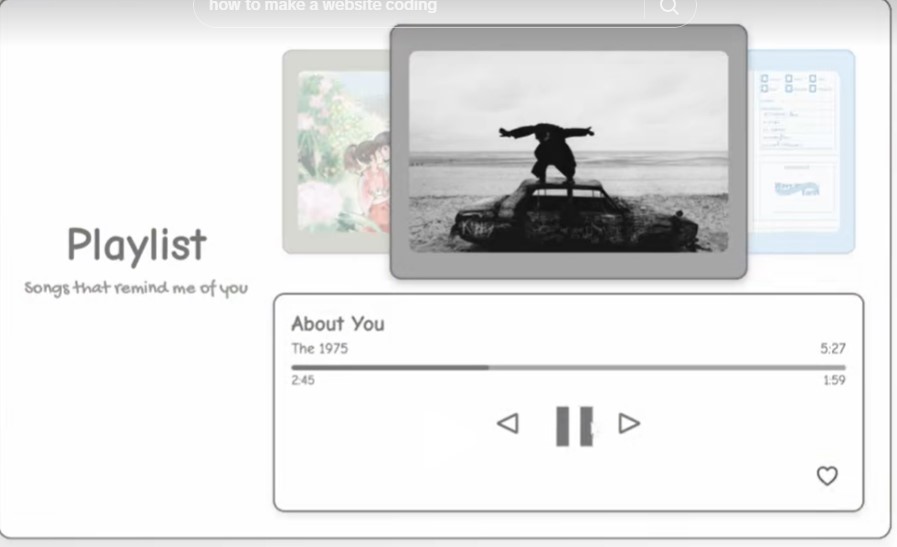 how to make a website coding
Playlist
Songs that remind me of you
About You
The 1975
5:27
2:45
1:59